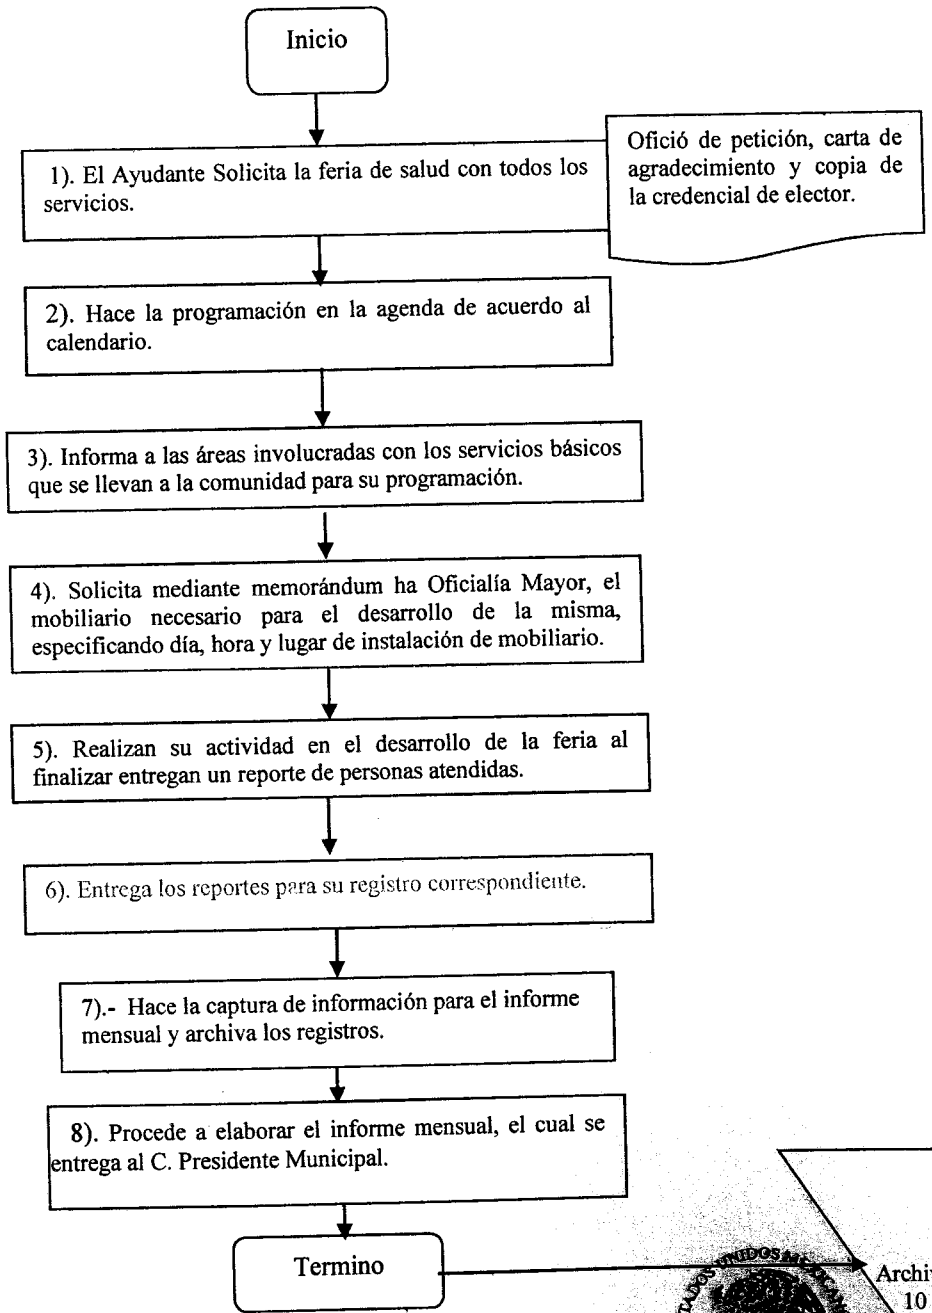 Inicio
1). El Ayudante Solicita la feria de salud con todos los
servicios.
Ofició de petición, carta de
agradecimiento y copia de
la credencial de elector.
2). Hace la programación en la agenda de acuerdo al
calendario.
3). Informa a las áreas involucradas con los servicios básicos
que se llevan a la comunidad para su programación.
4). Solicita mediante memorándum ha Oficialía Mayor, el
mobiliario necesario para el desarrollo de la misma,
especificando día, hora y lugar de instalación de mobiliario.
5). Realizan su actividad en el desarrollo de la feria al
finalizar entregan un reporte de personas atendidas.
6). Entrega los reportes para su registro correspondiente.
7).- Hace la captura de información para el informe
mensual y archiva los registros.
8). Procede a elaborar el informe mensual, el cual se
entrega al C. Presidente Municipal.
Termino
UNIDOS
10